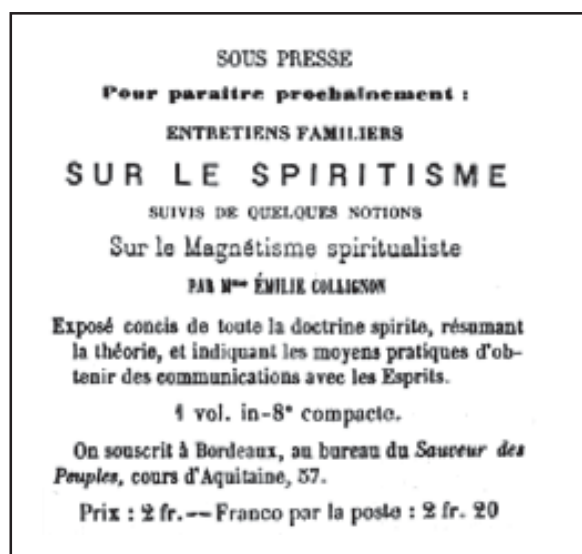 SOUS PRESSE
Pour paraitre prochainement :
ENTRETIENS FAMILIERS
SUR LE SPIRITISME
SUIVIS DE QUELQUES NOTIONS
Sur le Magnétisme spiritualiste
PAR Mme ÉMILIE COLLIGNON
Exposé concis de toute la doctrine spirite, résumant
la théorie, et indiquant les moyens pratiques d'ob-
tenir des communications avec les Esprits.
1 vol. in-8° compacte.
On souscrit à Bordeaux, au bureau du Sauveur des
Peuples, cours d'Aquitaine, 57.
Prix : 2 fr. — Franco par la poste : 2 fr. 20